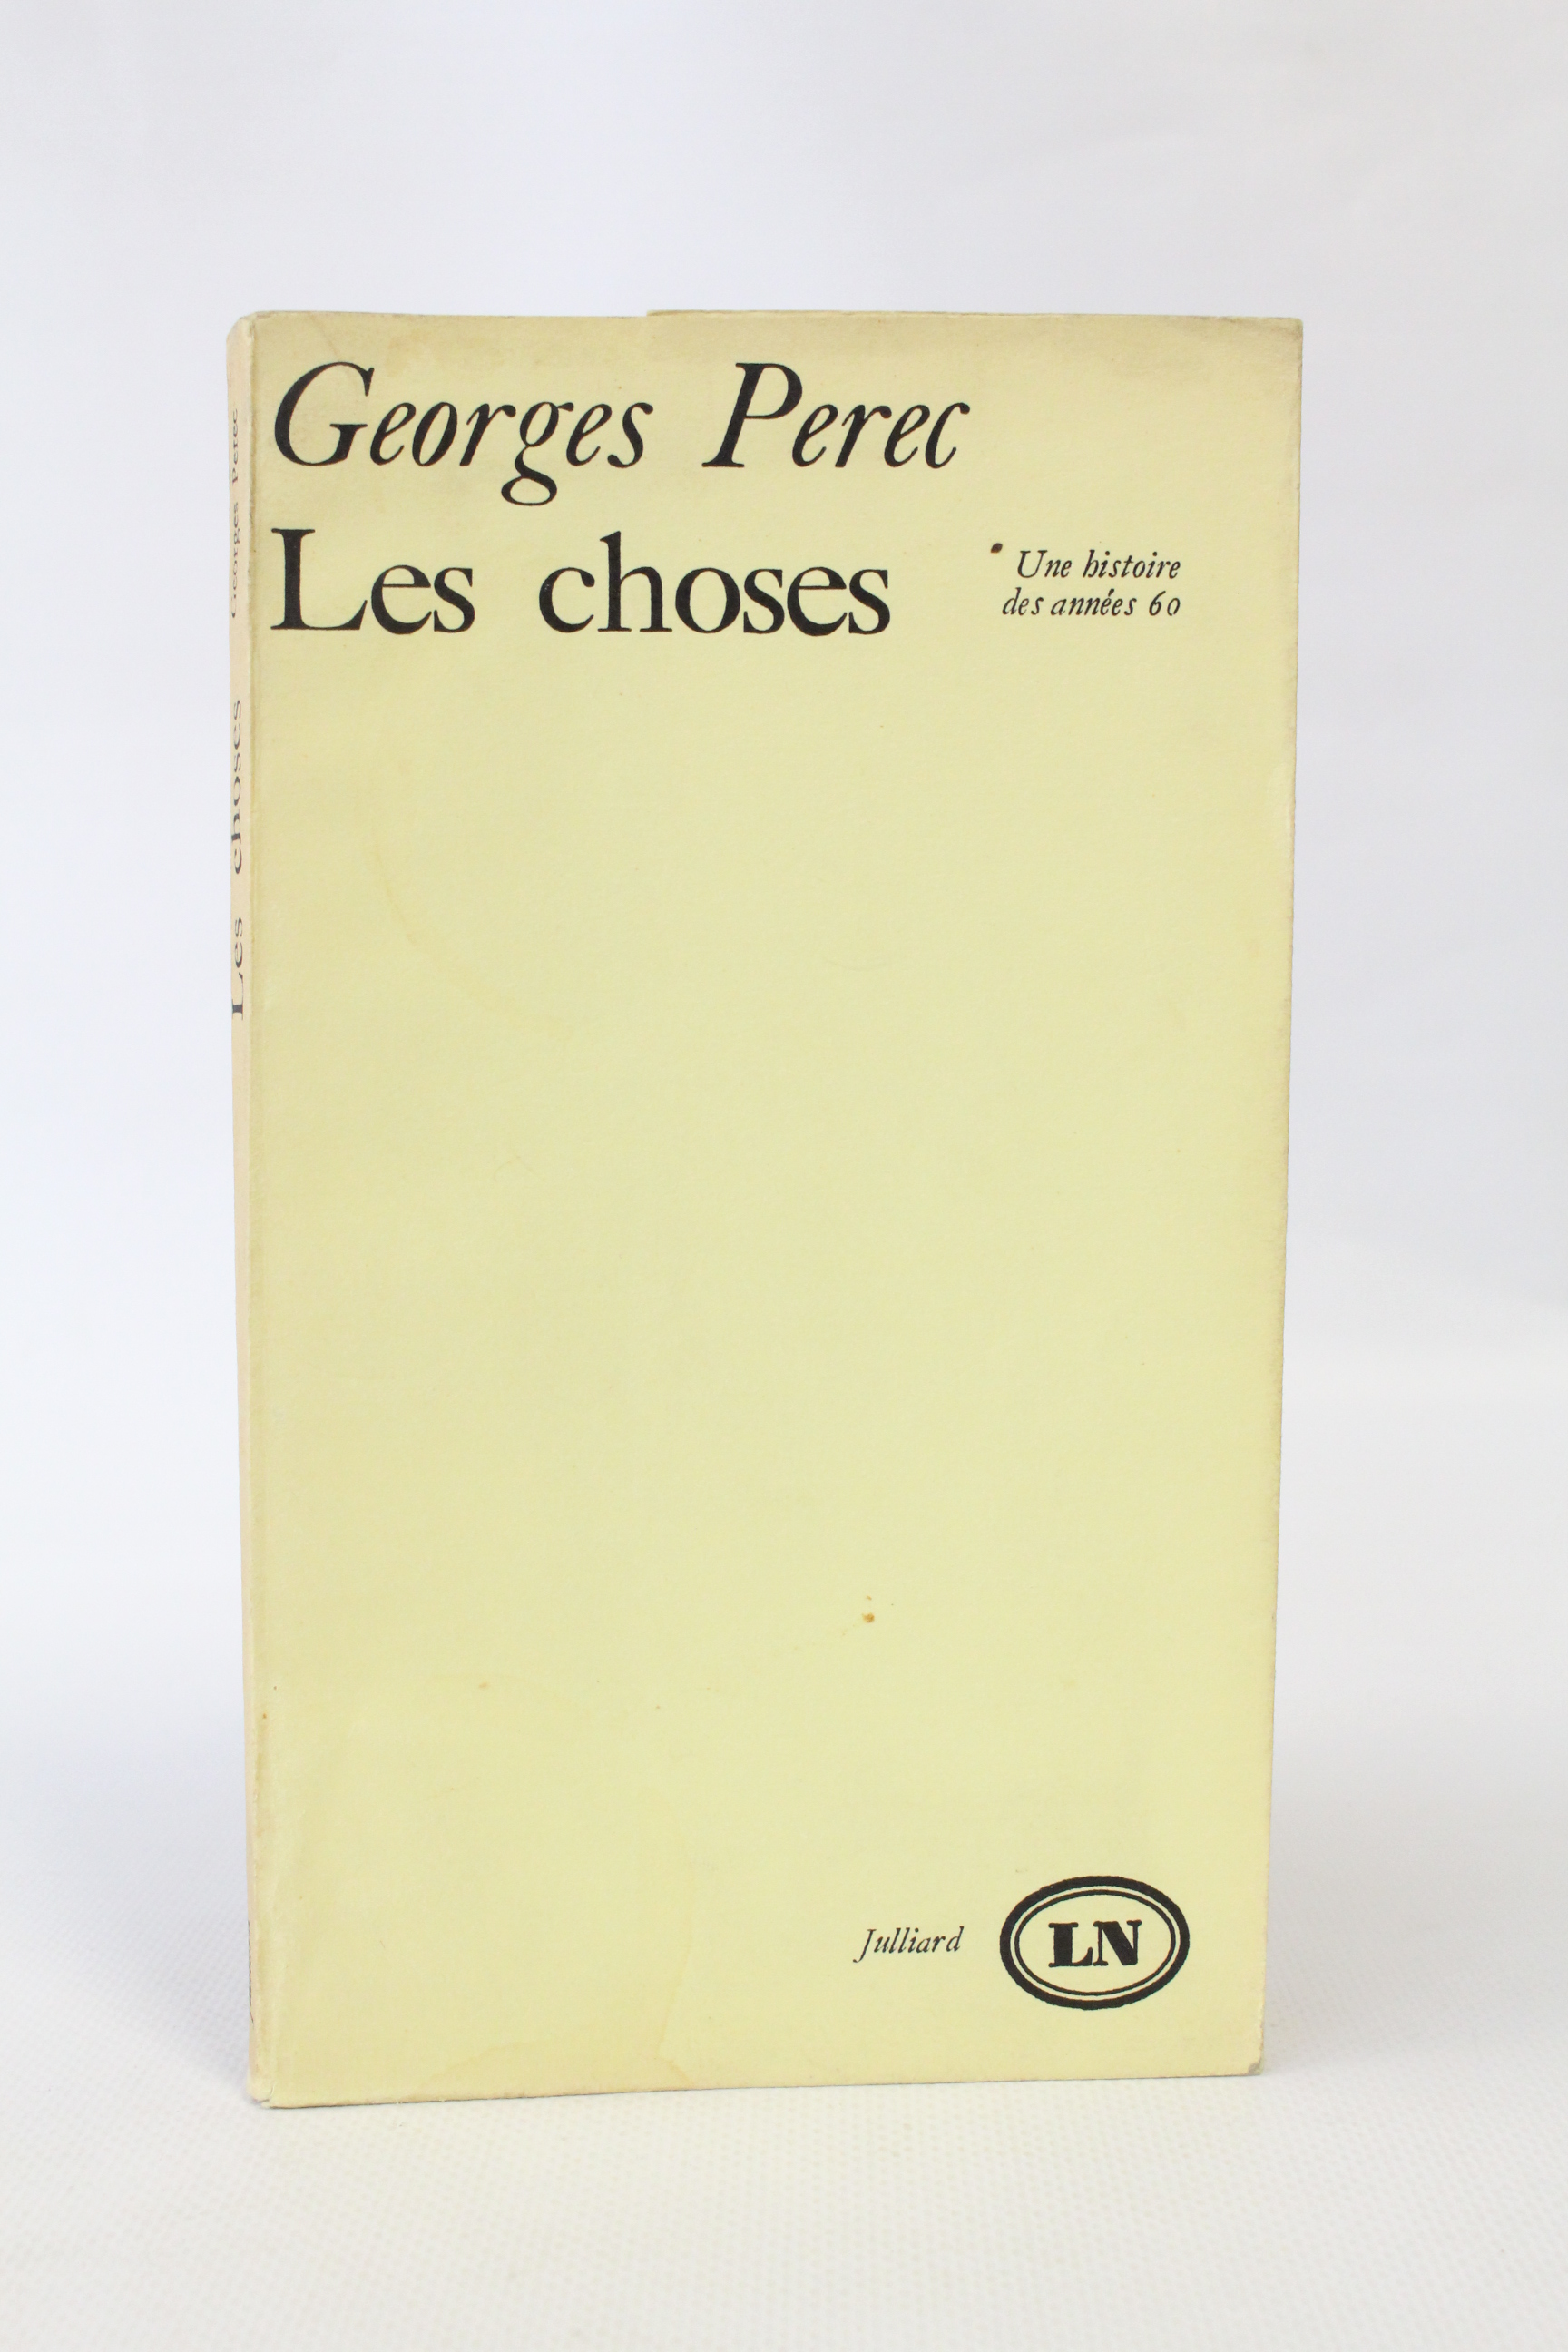 Georges Perec
Les choses
Une histoire
des années 60
Julliard
LN
Les choses Georges Perec